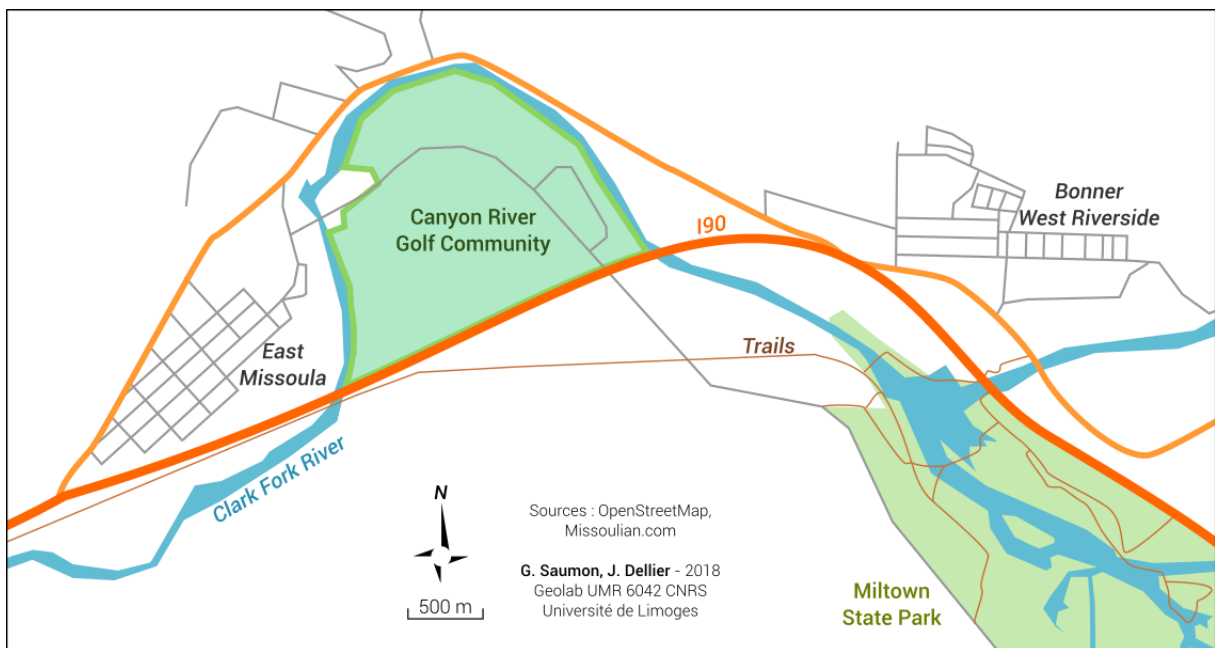 Canyon River
Golf Community
I90
Bonner
West Riverside
East
Missoula
Trails
Clark Fork River
N
500 m
Sources : OpenStreetMap,
Missoulian.com
G. Saumon, J. Dellier - 2018
Geolab UMR 6042 CNRS
Université de Limoges
Miltown
State Park